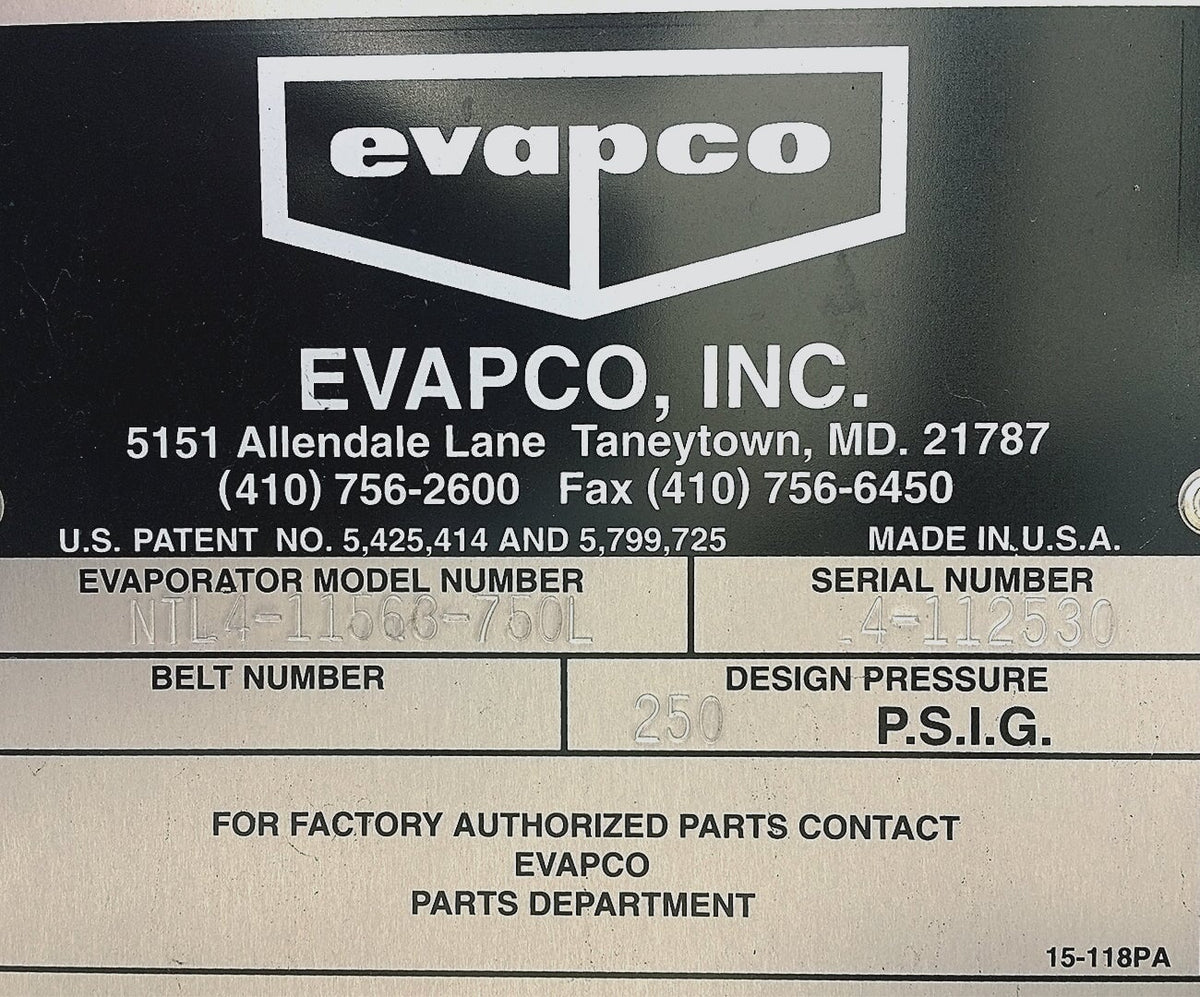 evapco
EVAPCO, INC.
5151 Allendale Lane Taneytown, MD. 21787
(410) 756-2600 Fax (410) 756-6450
U.S. PATENT NO. 5,425,414 AND 5,799,725 MADE IN U.S.A.
EVAPORATOR MODEL NUMBER SERIAL NUMBER
4-112530
BELT NUMBER DESIGN PRESSURE
250 P.S.I.G.
FOR FACTORY AUTHORIZED PARTS CONTACT
EVAPCO
PARTS DEPARTMENT
15-118PA